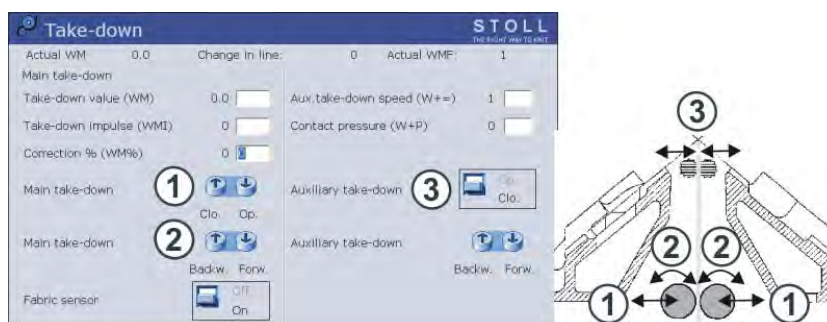 Take-down
STOLL
THE RIGHT WAY TO KNIT
Actual WM 0.0 Change in line: 0 Actual WMF: 1
Main take-down
Take-down value (WM) 0.0 Aux.take-down speed (W+=) 1
Take-down impulse (WMI) 0 Contact pressure (W+P) 0
Correction % (WM%) 0
Main take-down 1 Auxiliary take-down 3 Op.
Clo. Op. Clo.
Main take-down 2 Auxiliary take-down
Backw. Forw. Backw. Forw.
Fabric sensor Off
On
3
2 2
1 1